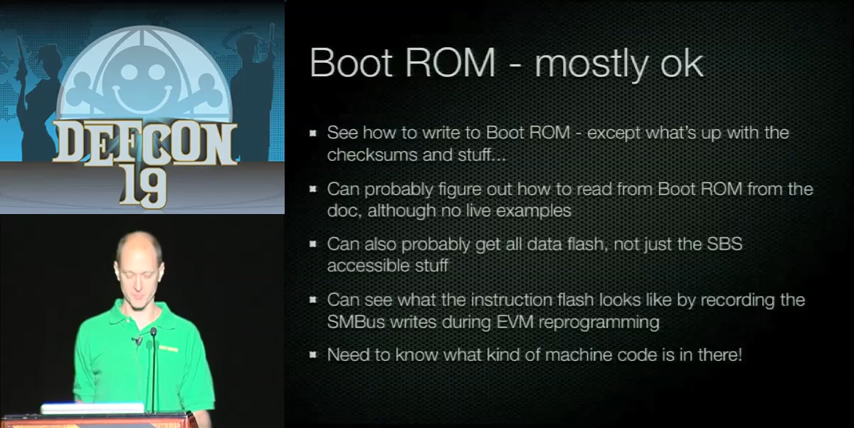 DEFCON
19
Boot ROM - mostly ok
See how to write to Boot ROM - except what's up with the
checksums and stuff...
Can probably figure out how to read from Boot ROM from the
doc, although no live examples
Can also probably get all data flash, not just the SBS
accessible stuff
Can see what the instruction flash looks like by recording the
SMBus writes during EVM reprogramming
Need to know what kind of machine code is in there!